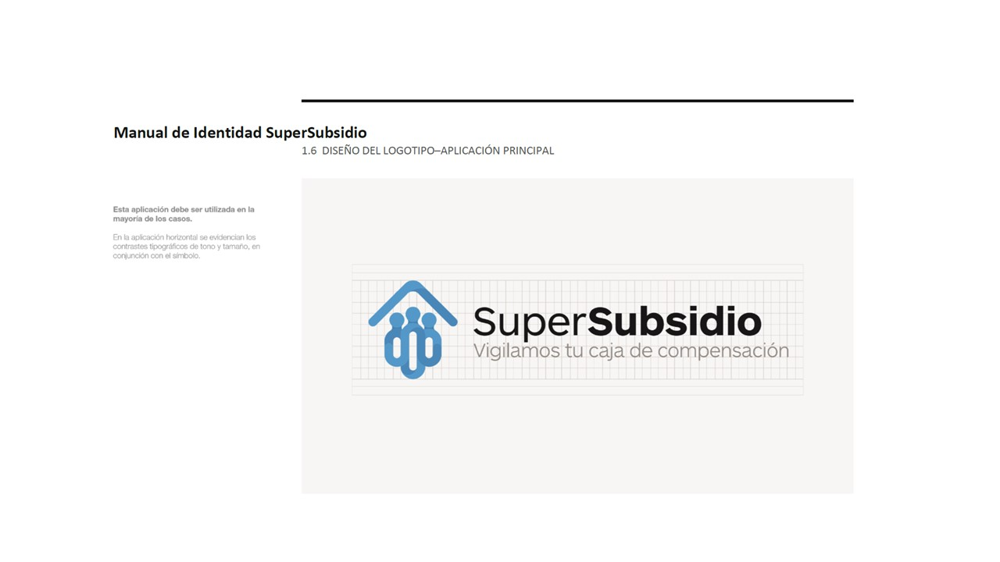 Manual de Identidad SuperSubsidio
1.6 DISEÑO DEL LOGOTIPO–APLICACIÓN PRINCIPAL
Esta aplicación debe ser utilizada en la
mayoría de los casos.
En la aplicación horizontal se evidencian los
contrastes tipográficos de tono y tamaño, en
conjunción con el símbolo.
SuperSubsidio
Vigilamos tu caja de compensación